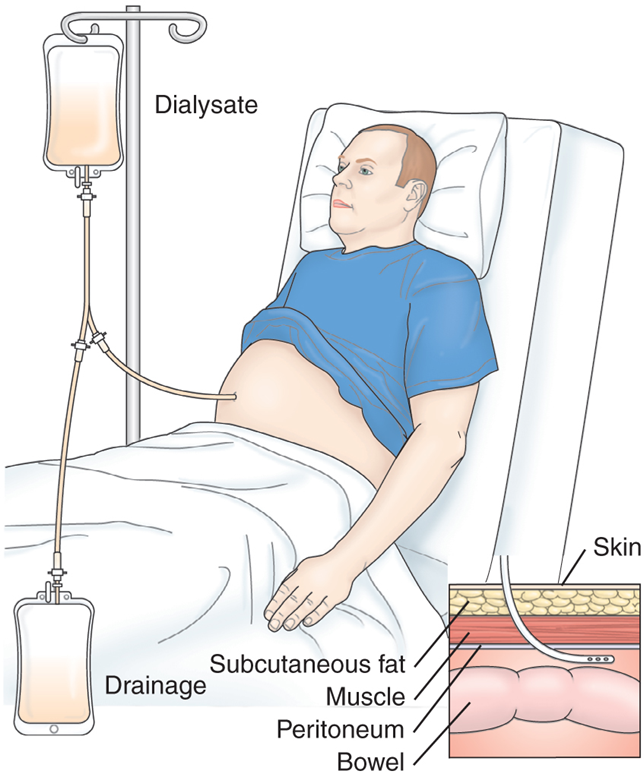 Dialysate
Skin
Subcutaneous fat
Drainage
Muscle
Peritoneum
Bowel